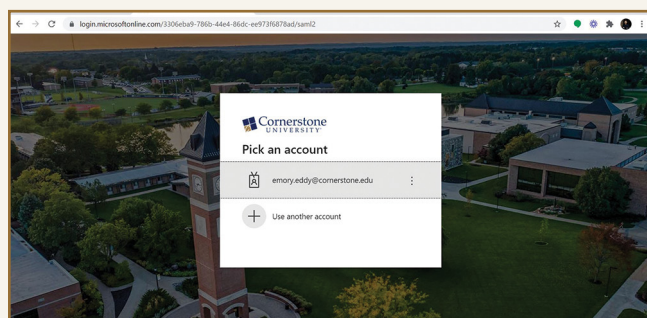 login.microsoftonline.com/3306eba9-786b-44e4-86dc-ee973f6878ad/saml2
Cornerstone
UNIVERSITY
Pick an account
emory.eddy@cornerstone.edu
Use another account